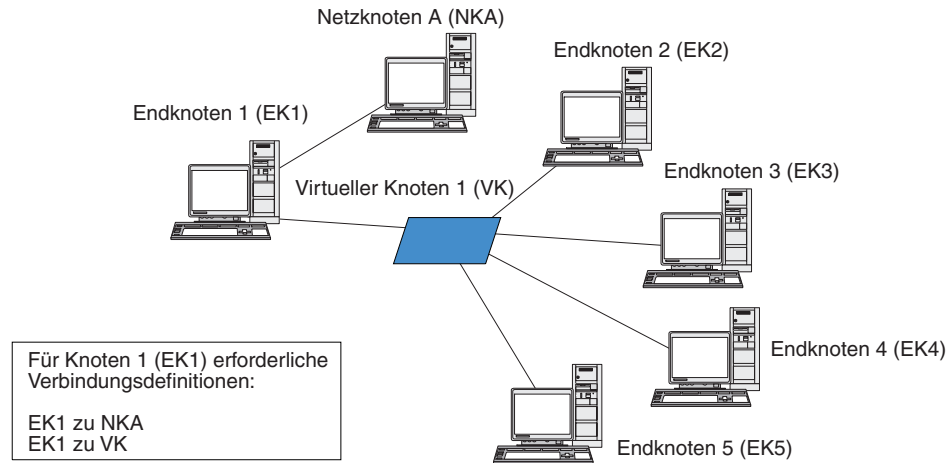 Netzknoten A (NKA)
Endknoten 2 (EK2)
Endknoten 1 (EK1)
Endknoten 3 (EK3)
Virtueller Knoten 1 (VK)
Endknoten 4 (EK4)
Für Knoten 1 (EK1) erforderliche
Verbindungsdefinitionen:
EK1 zu NKA
EK1 zu VK
Endknoten 5 (EK5)